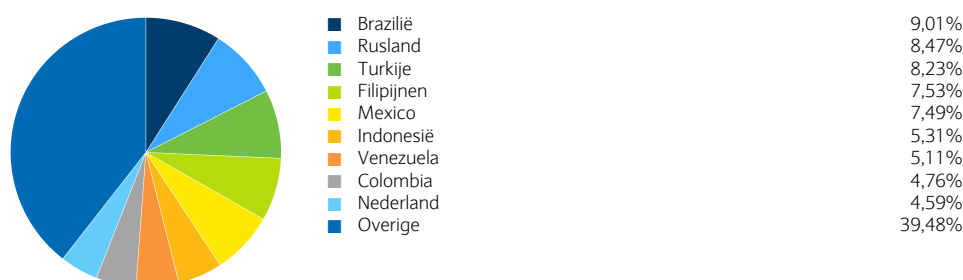 Brazilië 9,01%
Rusland 8,47%
Turkije 8,23%
Filipijnen 7,53%
Mexico 7,49%
Indonesië 5,31%
Venezuela 5,11%
Colombia 4,76%
Nederland 4,59%
Overige 39,48%